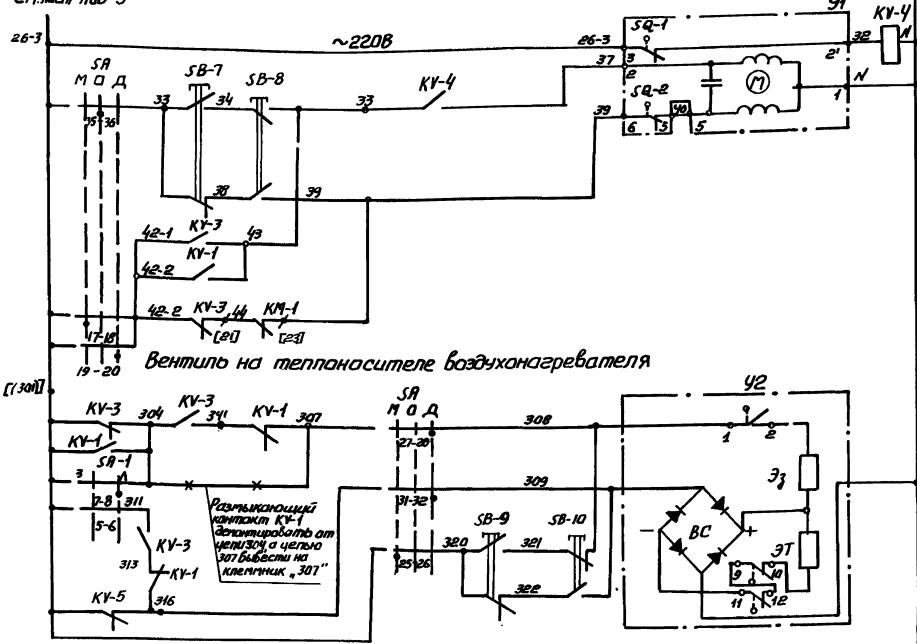 26-3
~220В
26-3
У1
KV-4
SQ-1
32
N
2'
37
3
2
SA
М О Д
SB-7
SB-8
KV-4
33
34
33
35
36
М
N
1
SQ-2
39
40
6
5
5
38
39
KV-3
42-1
43
KV-1
42-2
42-2
KV-3
44
KM-1
[21]
[23]
17-18
19-20
Вентиль на теплоносителе воздухонагревателя
[(301)]
KV-3
304
KV-3
341
KV-1
307
SA
М О Д
308
У2
KV-1
27-28
1
2
SA-1
3
7-8
311
5-6
309
31-32
Эз
Размыкающий
контакт KV-1
демонтировать от
цепи 304, а цепью
307 вывести на
клеммник „307"
KV-3
313
KV-1
316
KV-5
SB-9
SB-10
320
321
322
25-26
ВС
−
+
ЭТ
9
10
11
12